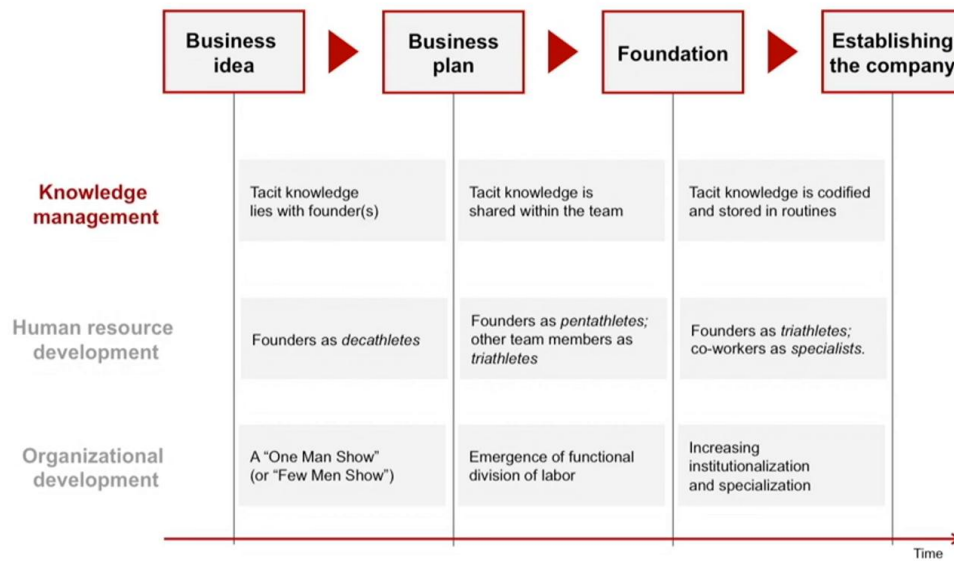 Business
idea
Business
plan
Foundation
Establishing
the company
Knowledge
management
Tacit knowledge
lies with founder(s)
Tacit knowledge is
shared within the team
Tacit knowledge is codified
and stored in routines
Human resource
development
Founders as decathletes
Founders as pentathletes;
other team members as
triathletes
Founders as triathletes;
co-workers as specialists.
Organizational
development
A “One Man Show”
(or “Few Men Show”)
Emergence of functional
division of labor
Increasing
institutionalization
and specialization
Time